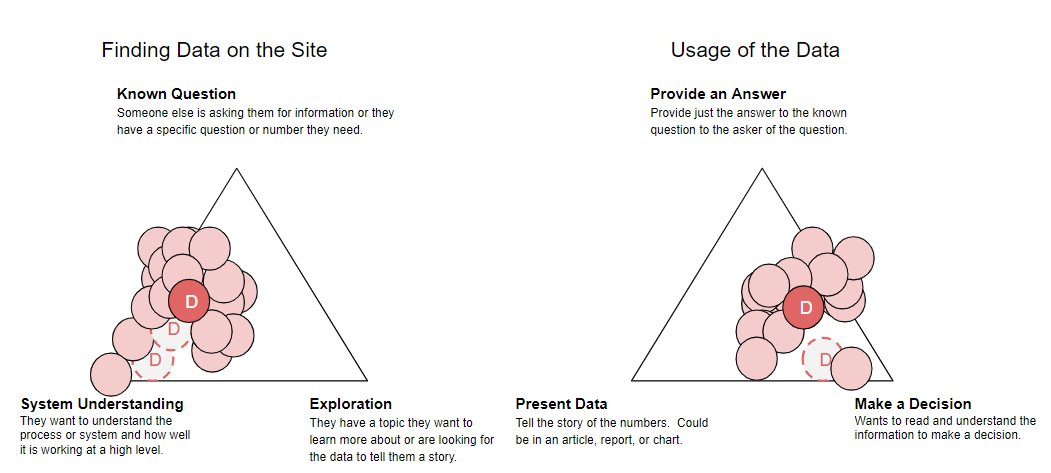 Finding Data on the Site
Usage of the Data
Known Question
Someone else is asking them for information or they
have a specific question or number they need.
Provide an Answer
Provide just the answer to the known
question to the asker of the question.
D
D
D
D
D
System Understanding
They want to understand the
process or system and how well
it is working at a high level.
Exploration
They have a topic they want to
learn more about or are looking for
the data to tell them a story.
Present Data
Tell the story of the numbers.  Could
be in an article, report, or chart.
Make a Decision
Wants to read and understand the
information to make a decision.